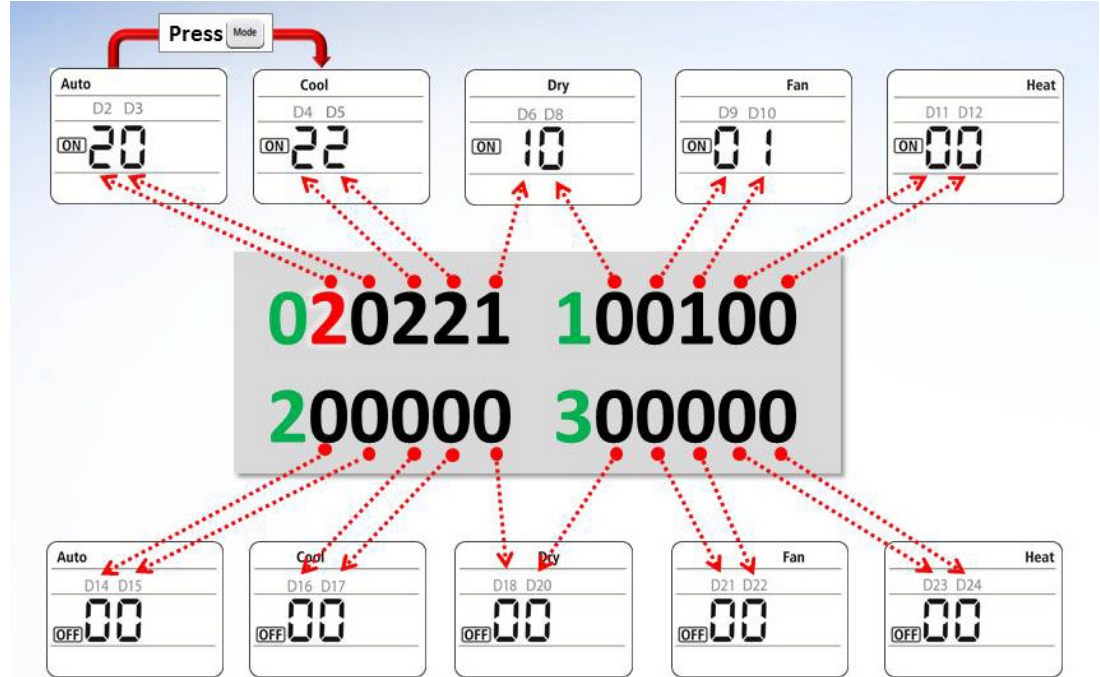 Press Mode
Auto Cool Dry Fan Heat
D2 D3 D4 D5 D6 D8 D9 D10 D11 D12
ON 20 ON 22 ON 10 ON 01 ON 00
020221 100100
200000 300000
Auto Cool Dry Fan Heat
D14 D15 D16 D17 D18 D20 D21 D22 D23 D24
OFF 00 OFF 00 OFF 00 OFF 00 OFF 00